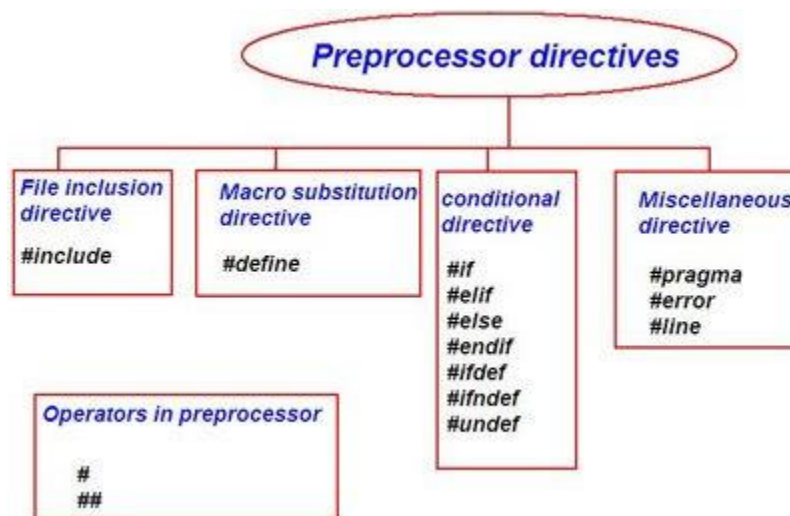 Preprocessor directives
File inclusion
directive
#include
Macro substitution
directive
#define
conditional
directive
#if
#elif
#else
#endif
#ifdef
#ifndef
#undef
Miscellaneous
directive
#pragma
#error
#line
Operators in preprocessor
#
##